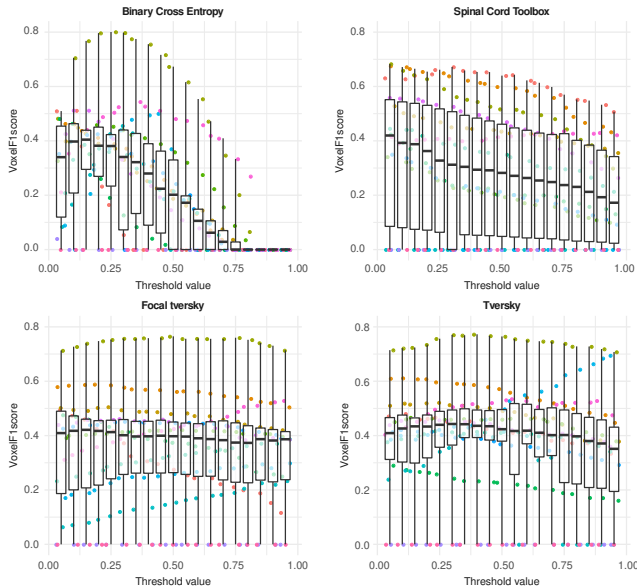 Binary Cross Entropy
VoxelF1score
0.8
0.6
0.4
0.2
0.0
0.00 0.25 0.50 0.75 1.00
Threshold value
Spinal Cord Toolbox
VoxelF1score
0.8
0.6
0.4
0.2
0.0
0.00 0.25 0.50 0.75 1.00
Threshold value
Focal tversky
VoxelF1score
0.8
0.6
0.4
0.2
0.0
0.00 0.25 0.50 0.75 1.00
Threshold value
Tversky
VoxelF1score
0.8
0.6
0.4
0.2
0.0
0.00 0.25 0.50 0.75 1.00
Threshold value